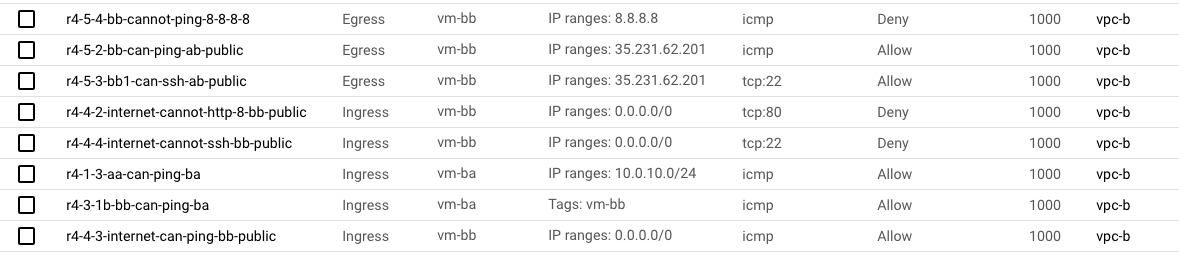 r4-5-4-bb-cannot-ping-8-8-8-8 Egress vm-bb IP ranges: 8.8.8.8 icmp Deny 1000 vpc-b
r4-5-2-bb-can-ping-ab-public Egress vm-bb IP ranges: 35.231.62.201 icmp Allow 1000 vpc-b
r4-5-3-bb1-can-ssh-ab-public Egress vm-bb IP ranges: 35.231.62.201 tcp:22 Allow 1000 vpc-b
r4-4-2-internet-cannot-http-8-bb-public Ingress vm-bb IP ranges: 0.0.0.0/0 tcp:80 Deny 1000 vpc-b
r4-4-4-internet-cannot-ssh-bb-public Ingress vm-bb IP ranges: 0.0.0.0/0 tcp:22 Deny 1000 vpc-b
r4-1-3-aa-can-ping-ba Ingress vm-ba IP ranges: 10.0.10.0/24 icmp Allow 1000 vpc-b
r4-3-1b-bb-can-ping-ba Ingress vm-ba Tags: vm-bb icmp Allow 1000 vpc-b
r4-4-3-internet-can-ping-bb-public Ingress vm-bb IP ranges: 0.0.0.0/0 icmp Allow 1000 vpc-b